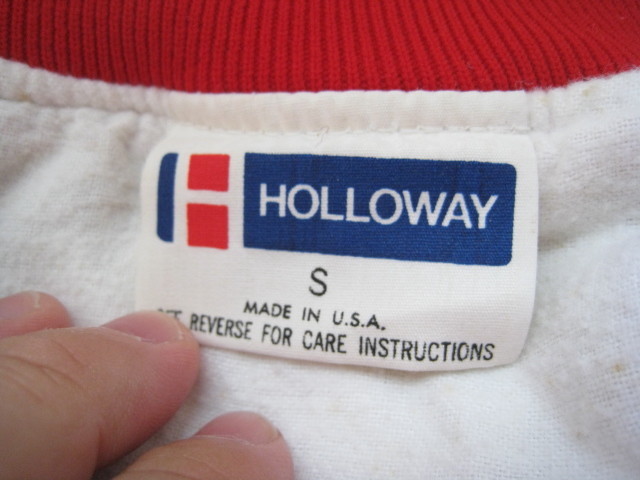 HOLLOWAY
S
MADE IN U.S.A.
REVERSE FOR CARE INSTRUCTIONS